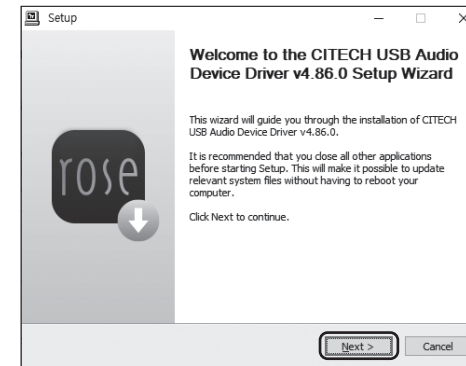 Setup
Welcome to the CITECH USB Audio
Device Driver v4.86.0 Setup Wizard
This wizard will guide you through the installation of CITECH
USB Audio Device Driver v4.86.0.
It is recommended that you close all other applications
before starting Setup. This will make it possible to update
relevant system files without having to reboot your
computer.
Click Next to continue.
rose
Next >
Cancel